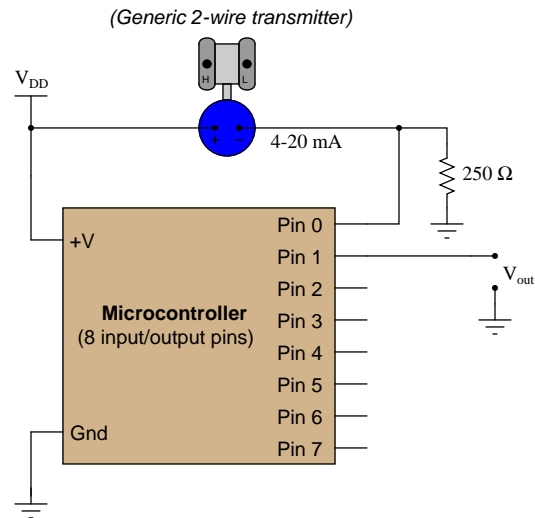 (Generic 2-wire transmitter)
H
L
V_DD
+
−
4-20 mA
250 Ω
+V
Pin 0
Pin 1
V_out
Pin 2
Microcontroller
(8 input/output pins)
Pin 3
Pin 4
Pin 5
Pin 6
Gnd
Pin 7